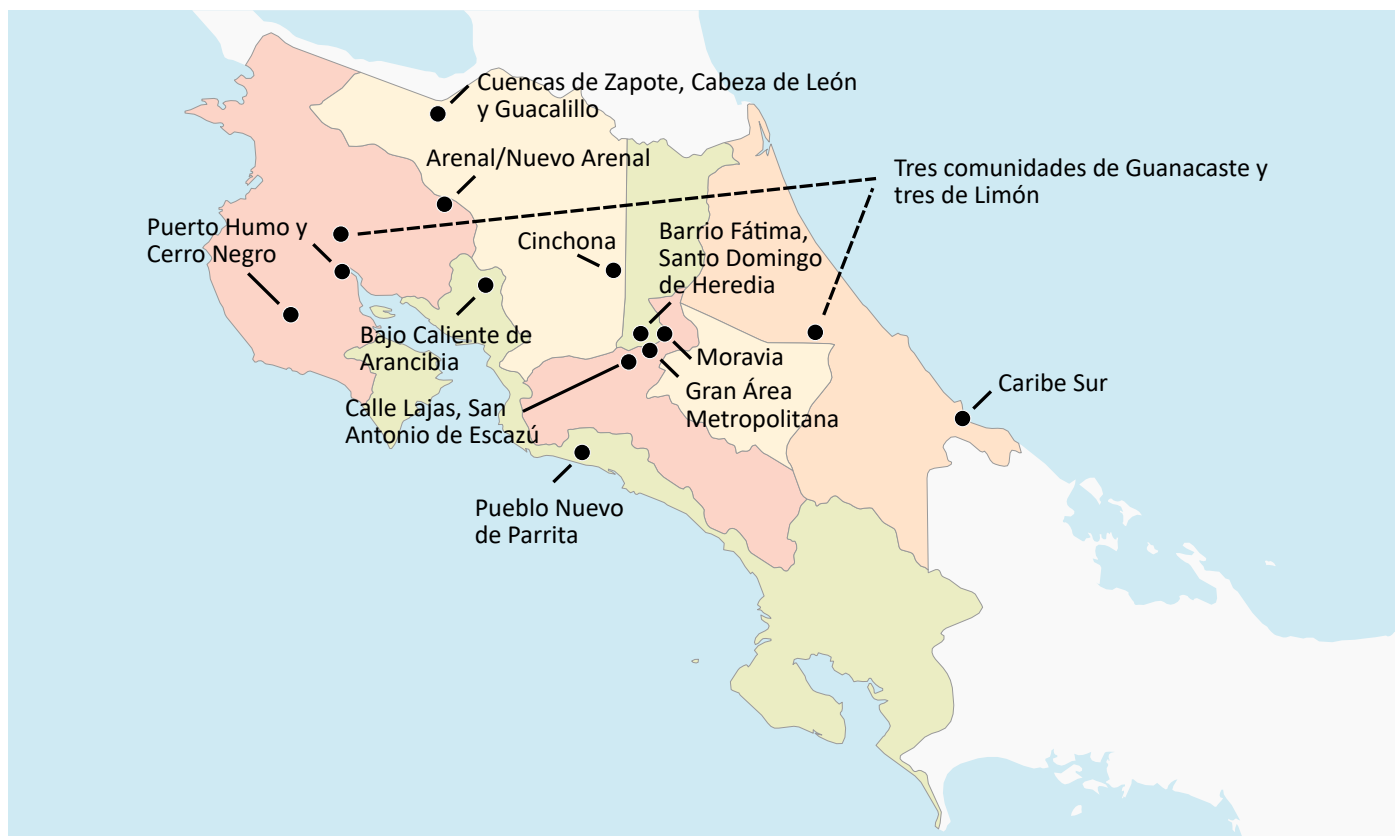 Cuencas de Zapote, Cabeza de León
y Guacalillo
Arenal/Nuevo Arenal
Tres comunidades de Guanacaste y
tres de Limón
Puerto Humo y
Cerro Negro
Cinchona
Barrio Fátima,
Santo Domingo
de Heredia
Bajo Caliente de
Arancibia
Moravia
Gran Área
Metropolitana
Caribe Sur
Calle Lajas, San
Antonio de Escazú
Pueblo Nuevo
de Parrita